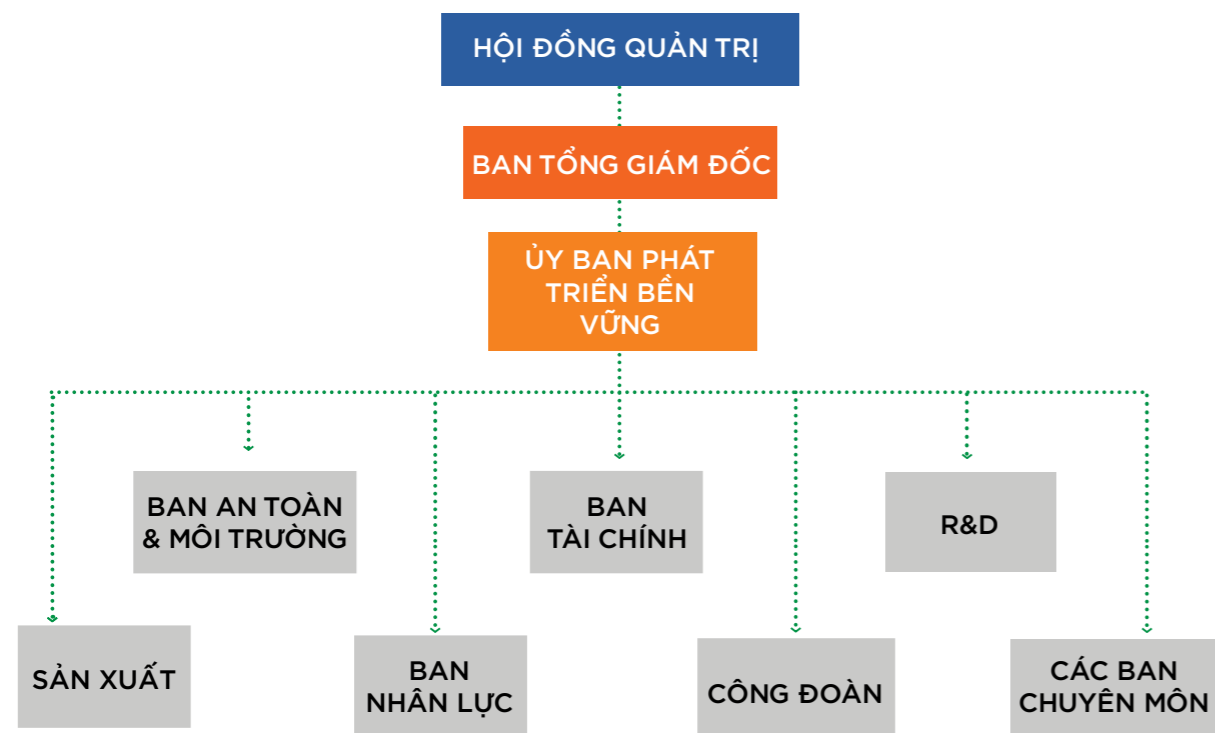 HỘI ĐỒNG QUẢN TRỊ
BAN TỔNG GIÁM ĐỐC
ỦY BAN PHÁT
TRIỂN BỀN
VỮNG
BAN AN TOÀN
& MÔI TRƯỜNG
BAN
TÀI CHÍNH
R&D
SẢN XUẤT
BAN
NHÂN LỰC
CÔNG ĐOÀN
CÁC BAN
CHUYÊN MÔN